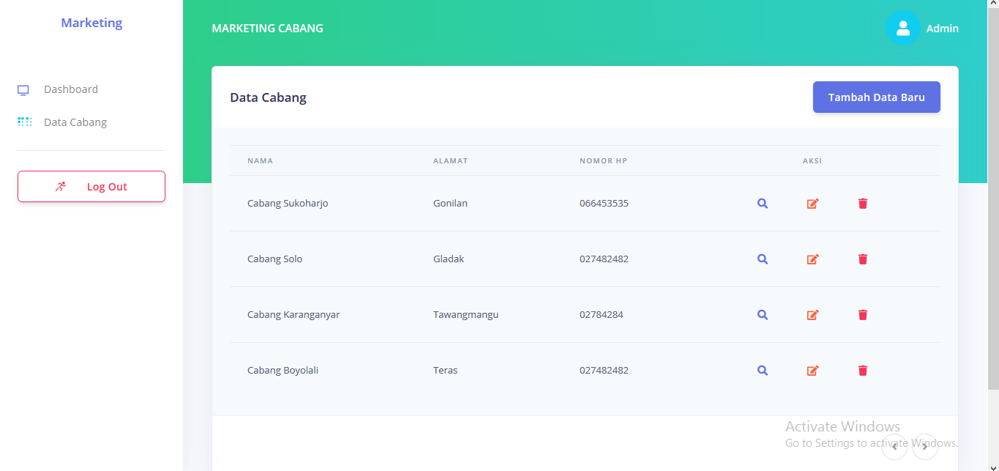 Marketing
MARKETING CABANG
Admin
Dashboard
Data Cabang
Log Out
Data Cabang
Tambah Data Baru
NAMA ALAMAT NOMOR HP AKSI
Cabang Sukoharjo Gonilan 066453535
Cabang Solo Gladak 027482482
Cabang Karanganyar Tawangmangu 02784284
Cabang Boyolali Teras 027482482
Activate Windows
Go to Settings to activate Windows.